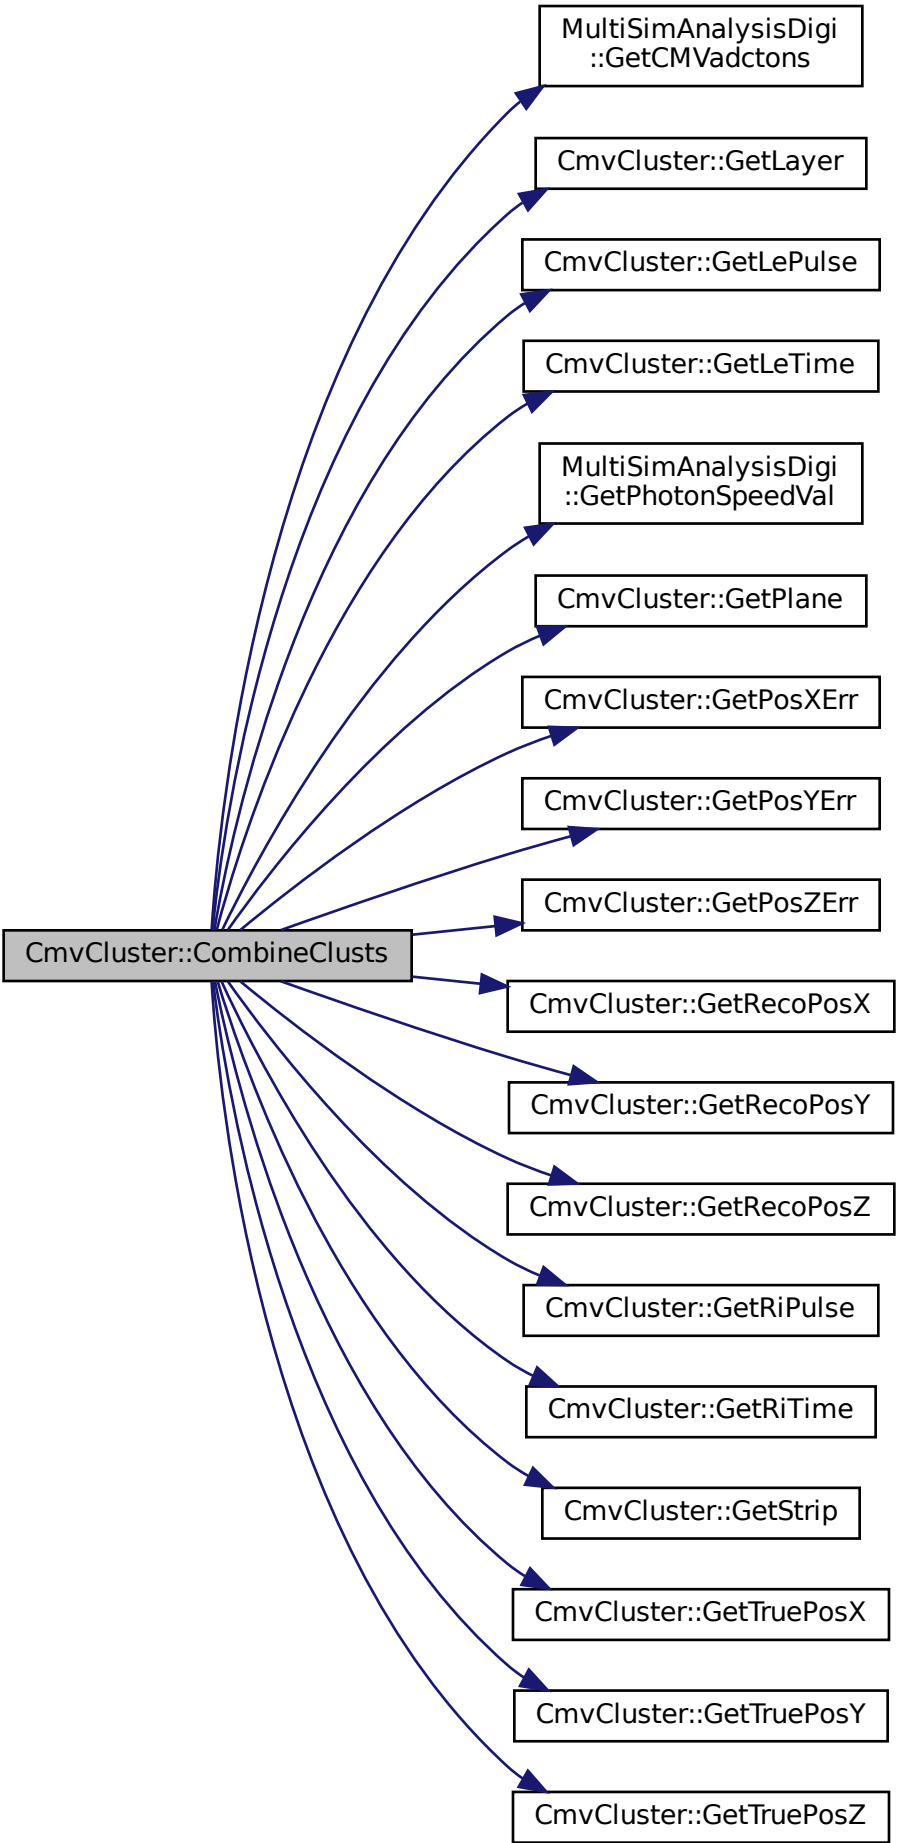 MultiSimAnalysisDigi
::GetCMVadctons
CmvCluster::GetLayer
CmvCluster::GetLePulse
CmvCluster::GetLeTime
MultiSimAnalysisDigi
::GetPhotonSpeedVal
CmvCluster::GetPlane
CmvCluster::GetPosXErr
CmvCluster::GetPosYErr
CmvCluster::GetPosZErr
CmvCluster::CombineClusts
CmvCluster::GetRecoPosX
CmvCluster::GetRecoPosY
CmvCluster::GetRecoPosZ
CmvCluster::GetRiPulse
CmvCluster::GetRiTime
CmvCluster::GetStrip
CmvCluster::GetTruePosX
CmvCluster::GetTruePosY
CmvCluster::GetTruePosZ